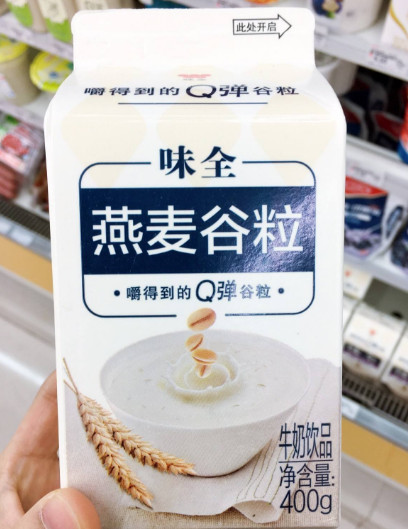 此处开启
嚼得到的Q弹谷粒
味全
燕麦谷粒
•嚼得到的Q弹谷粒•
牛奶饮品
净含量:
400g